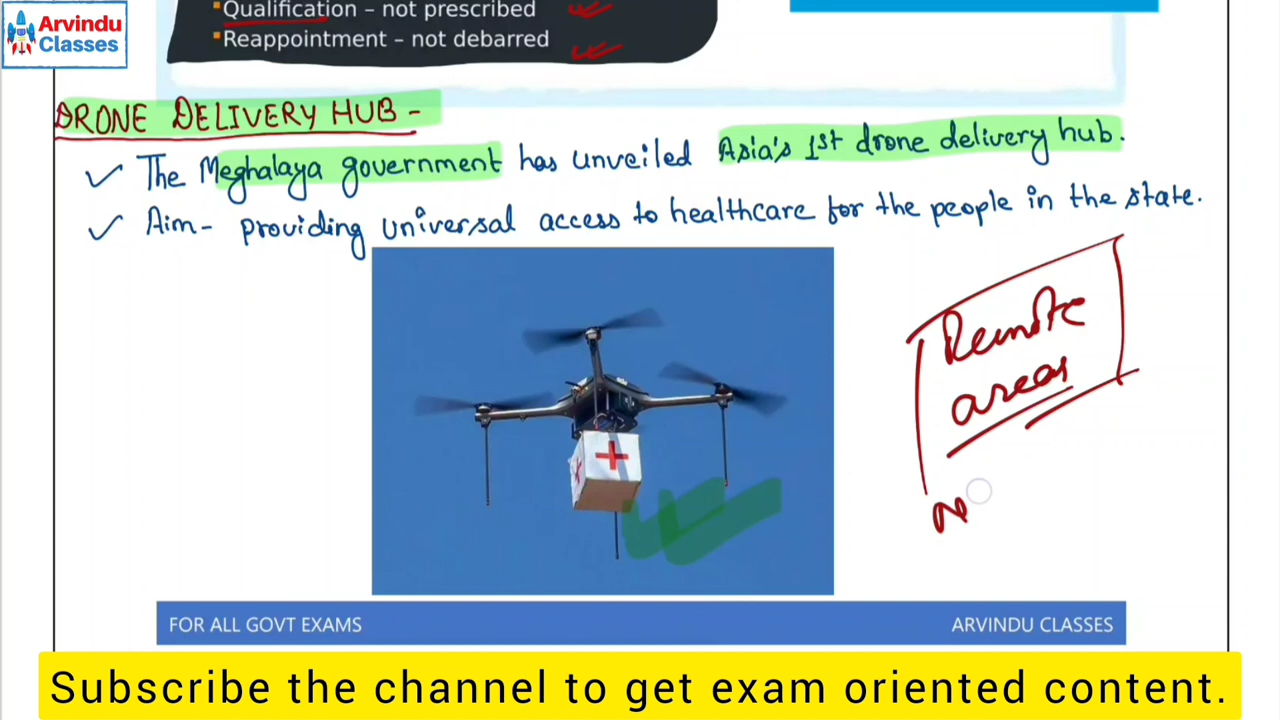 Arvindu
Classes
▪Qualification – not prescribed
▪Reappointment – not debarred
DRONE DELIVERY HUB -
✓ The Meghalaya government has unveiled Asia's 1st drone delivery hub.
✓ Aim- providing universal access to healthcare for the people in the state.
Remote
areas
FOR ALL GOVT EXAMS
ARVINDU CLASSES
Subscribe the channel to get exam oriented content.